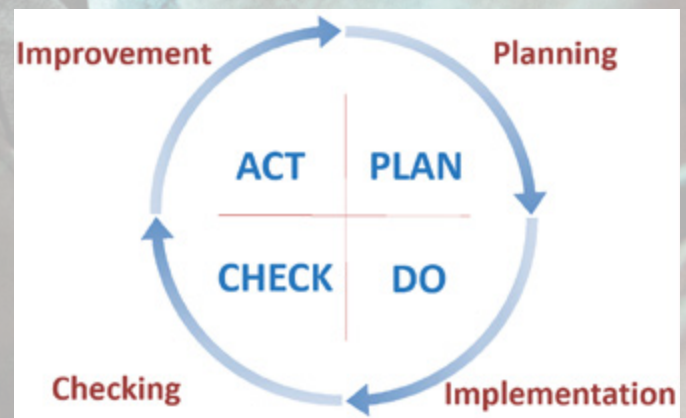 Improvement
Planning
ACT
PLAN
CHECK
DO
Checking
Implementation